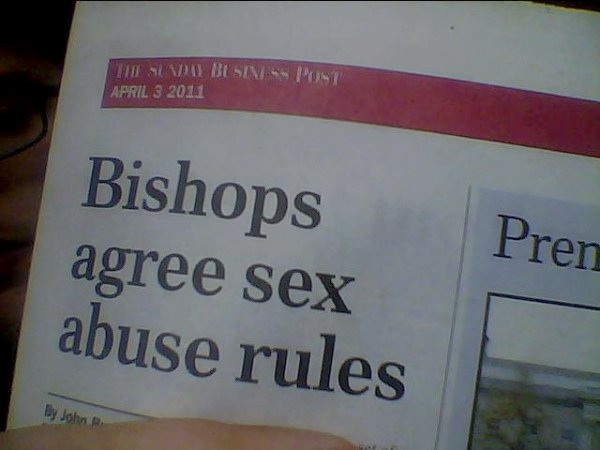 THE SUNDAY BUSINESS POST
APRIL 3 2011
Bishops
agree sex
abuse rules
By John
Pren